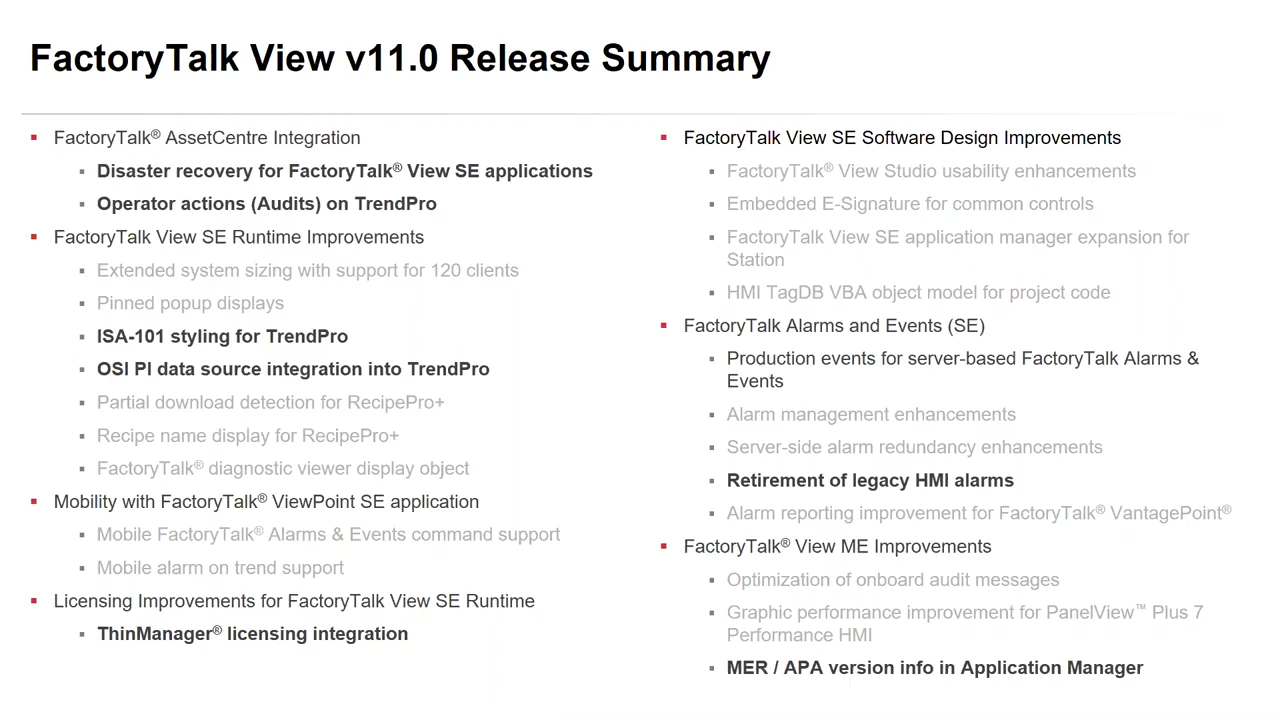 FactoryTalk View v11.0 Release Summary
▪ FactoryTalk® AssetCentre Integration
▪ Disaster recovery for FactoryTalk® View SE applications
▪ Operator actions (Audits) on TrendPro
▪ FactoryTalk View SE Runtime Improvements
▪ Extended system sizing with support for 120 clients
▪ Pinned popup displays
▪ ISA-101 styling for TrendPro
▪ OSI PI data source integration into TrendPro
▪ Partial download detection for RecipePro+
▪ Recipe name display for RecipePro+
▪ FactoryTalk® diagnostic viewer display object
▪ Mobility with FactoryTalk® ViewPoint SE application
▪ Mobile FactoryTalk® Alarms & Events command support
▪ Mobile alarm on trend support
▪ Licensing Improvements for FactoryTalk View SE Runtime
▪ ThinManager® licensing integration
▪ FactoryTalk View SE Software Design Improvements
▪ FactoryTalk® View Studio usability enhancements
▪ Embedded E-Signature for common controls
▪ FactoryTalk View SE application manager expansion for
Station
▪ HMI TagDB VBA object model for project code
▪ FactoryTalk Alarms and Events (SE)
▪ Production events for server-based FactoryTalk Alarms &
Events
▪ Alarm management enhancements
▪ Server-side alarm redundancy enhancements
▪ Retirement of legacy HMI alarms
▪ Alarm reporting improvement for FactoryTalk® VantagePoint®
▪ FactoryTalk® View ME Improvements
▪ Optimization of onboard audit messages
▪ Graphic performance improvement for PanelView™ Plus 7
Performance HMI
▪ MER / APA version info in Application Manager